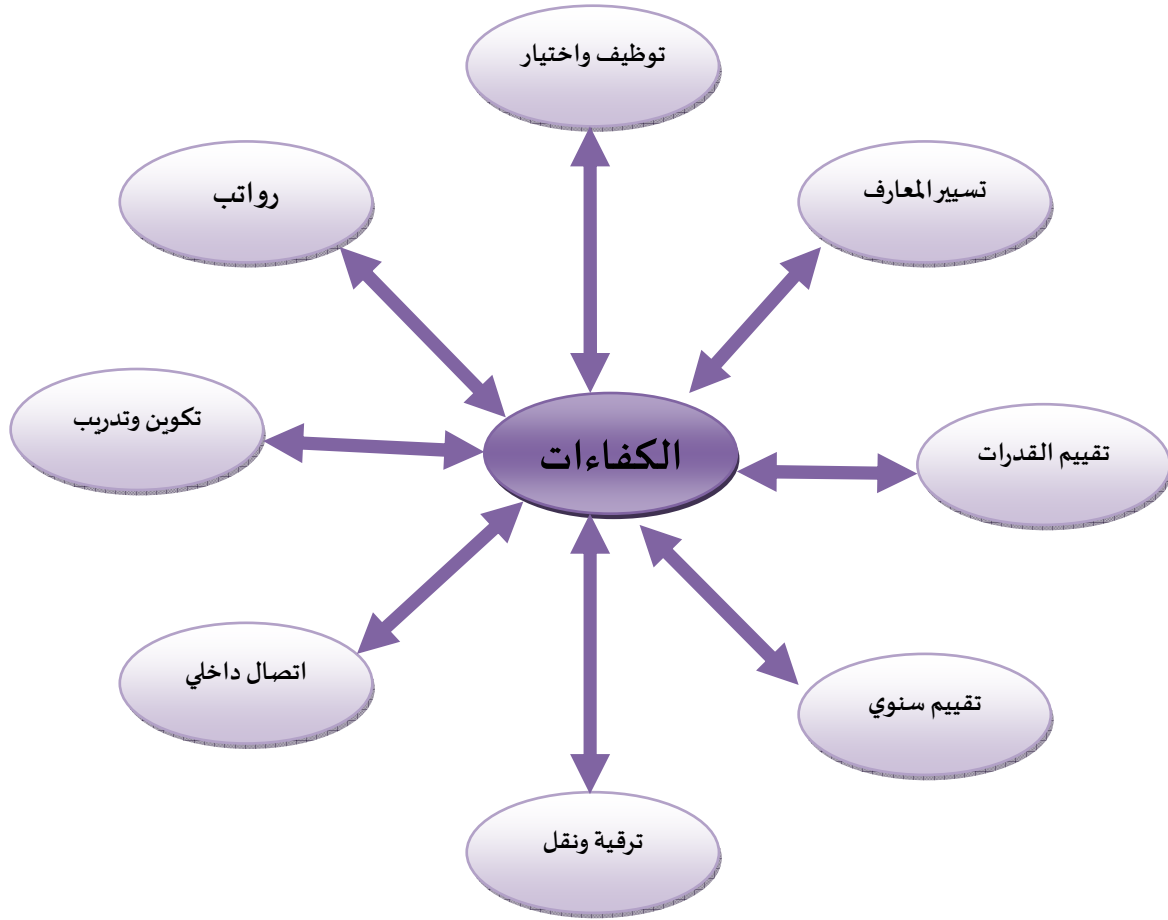 توظيف واختيار
رواتب
تسيير المعارف
تكوين وتدريب
الكفاءات
تقييم القدرات
اتصال داخلي
تقييم سنوي
ترقية ونقل